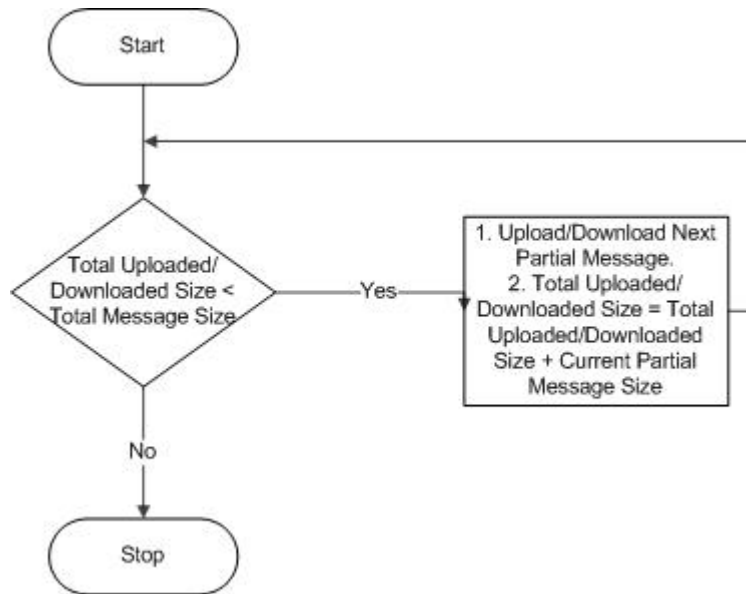 Start
Total Uploaded/
Downloaded Size <
Total Message Size
Yes
1. Upload/Download Next
Partial Message.
2. Total Uploaded/
Downloaded Size = Total
Uploaded/Downloaded
Size + Current Partial
Message Size
No
Stop